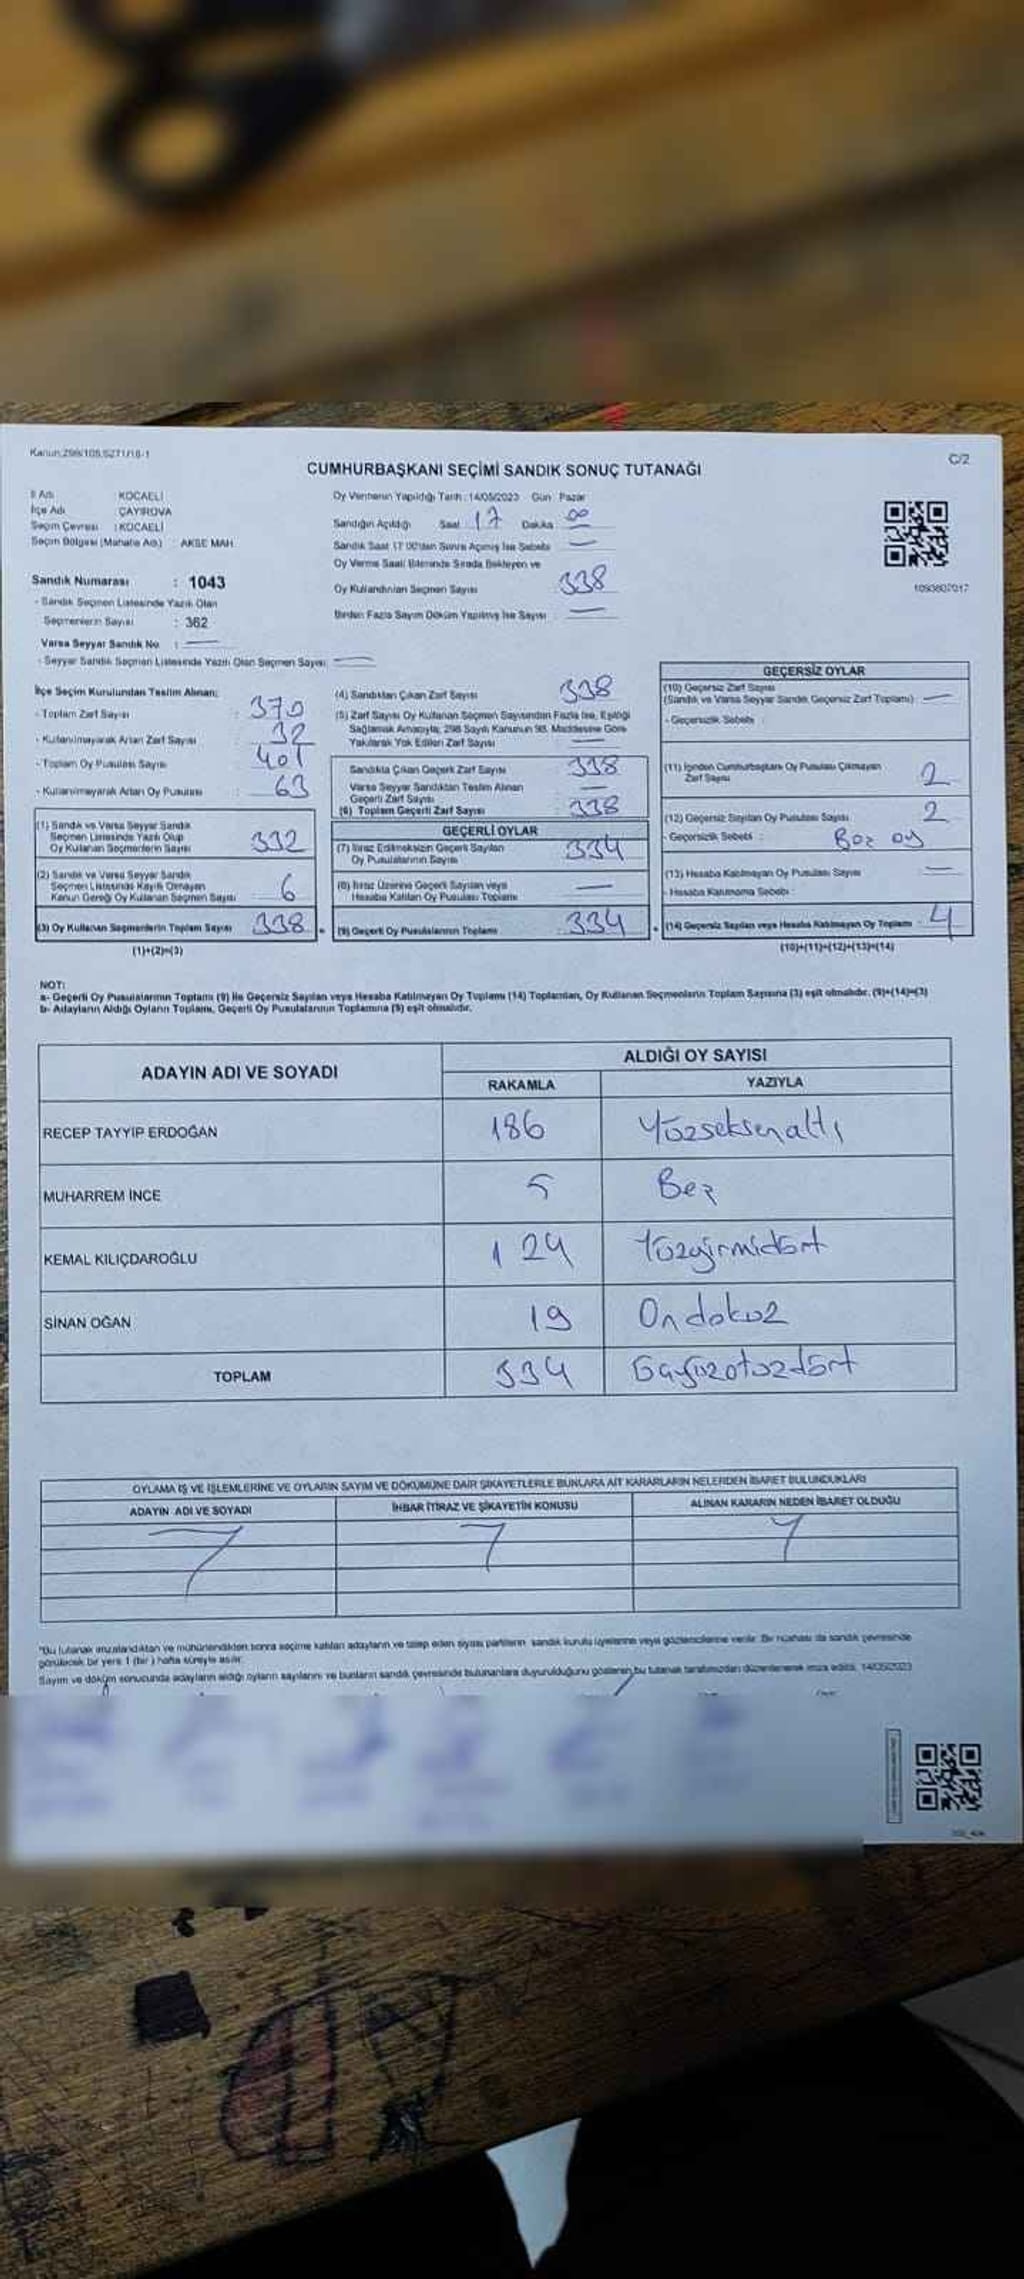 Kanun:298/105,5271/16-1
C/2
CUMHURBAŞKANI SEÇİMİ SANDIK SONUÇ TUTANAĞI
İl Adı : KOCAELİ
İlçe Adı : ÇAYIROVA
Seçim Çevresi : KOCAELİ
Seçim Bölgesi (Mahalle Adı) : AKSE MAH.
Sandık Numarası : 1043
- Sandık Seçmen Listesinde Yazılı Olan
Seçmenlerin Sayısı : 362
Varsa Seyyar Sandık No : —
- Seyyar Sandık Seçmen Listesinde Yazılı Olan Seçmen Sayısı: —
Oy Vermenin Yapıldığı Tarih : 14/05/2023 Gün : Pazar
Sandığın Açıldığı Saat : 17 Dakika : 00
Sandık Saat 17.00'dan Sonra Açılmış İse Sebebi : —
Oy Verme Saati Bitiminde Sırada Bekleyen ve
Oy Kullandırılan Seçmen Sayısı : 338
Birden Fazla Sayım Döküm Yapılmış İse Sayısı : —
1093807017
İlçe Seçim Kurulundan Teslim Alınan;
- Toplam Zarf Sayısı : 370
- Kullanılmayarak Artan Zarf Sayısı : 32
- Toplam Oy Pusulası Sayısı : 401
- Kullanılmayarak Artan Oy Pusulası : 63
(1) Sandık ve Varsa Seyyar Sandık
Seçmen Listesinde Yazılı Olup
Oy Kullanan Seçmenlerin Sayısı 332
(2) Sandık ve Varsa Seyyar Sandık
Seçmen Listesinde Kayıtlı Olmayan
Kanun Gereği Oy Kullanan Seçmen Sayısı 6
(3) Oy Kullanan Seçmenlerin Toplam Sayısı 338
(1)+(2)=(3)
(4) Sandıktan Çıkan Zarf Sayısı 338
(5) Zarf Sayısı Oy Kullanan Seçmen Sayısından Fazla İse, Eşitliği
Sağlamak Amacıyla, 298 Sayılı Kanunun 98. Maddesine Göre
Yakılarak Yok Edilen Zarf Sayısı —
Sandıkta Çıkan Geçerli Zarf Sayısı 338
Varsa Seyyar Sandıktan Teslim Alınan
Geçerli Zarf Sayısı —
(6) Toplam Geçerli Zarf Sayısı 338
GEÇERLİ OYLAR
(7) İtiraz Edilmeksizin Geçerli Sayılan
Oy Pusulalarının Sayısı 334
(8) İtiraz Üzerine Geçerli Sayılan veya
Hesaba Katılan Oy Pusulası Toplamı —
(9) Geçerli Oy Pusulalarının Toplamı 334
GEÇERSİZ OYLAR
(10) Geçersiz Zarf Sayısı
(Sandık ve Varsa Seyyar Sandık Geçersiz Zarf Toplamı) —
- Geçersizlik Sebebi :
(11) İçinden Cumhurbaşkanı Oy Pusulası Çıkmayan
Zarf Sayısı 2
(12) Geçersiz Sayılan Oy Pusulası Sayısı 2
- Geçersizlik Sebebi : Boz oy
(13) Hesaba Katılmayan Oy Pusulası Sayısı —
- Hesaba Katılmama Sebebi :
(14) Geçersiz Sayılan veya Hesaba Katılmayan Oy Toplamı 4
(10)+(11)+(12)+(13)=(14)
NOT:
a- Geçerli Oy Pusulalarının Toplamı (9) ile Geçersiz Sayılan veya Hesaba Katılmayan Oy Toplamı (14) Toplamları, Oy Kullanan Seçmenlerin Toplam Sayısına (3) eşit olmalıdır. (9)+(14)=(3)
b- Adayların Aldığı Oyların Toplamı, Geçerli Oy Pusulalarının Toplamına (9) eşit olmalıdır.
ADAYIN ADI VE SOYADI
ALDIĞI OY SAYISI
RAKAMLA YAZIYLA
RECEP TAYYİP ERDOĞAN 186 Yüzseksenaltı
MUHARREM İNCE 5 Beş
KEMAL KILIÇDAROĞLU 124 Yüzyirmidört
SİNAN OĞAN 19 Ondokuz
TOPLAM 334 Üçyüzotuzdört
OYLAMA İŞ VE İŞLEMLERİNE VE OYLARIN SAYIM VE DÖKÜMÜNE DAİR ŞİKAYETLERLE BUNLARA AİT KARARLARIN NELERDEN İBARET BULUNDUKLARI
ADAYIN ADI VE SOYADI İHBAR İTİRAZ VE ŞİKAYETİN KONUSU ALINAN KARARIN NEDEN İBARET OLDUĞU
"Bu tutanak imzalandıktan ve mühürlendikten sonra seçime katılan adayların ve talep eden siyasi partilerin sandık kurulu üyelerine veya gözlemcilerine verilir. Bir nüshası da sandık çevresinde
görülecek bir yere 1 (bir) hafta süreyle asılır.
Sayım ve döküm sonucunda adayların aldığı oyların sayılarını ve bunların sandık çevresinde bulunanlara duyurulduğunu gösteren bu tutanak tarafımızdan düzenlenerek imza edildi. 14/05/2023